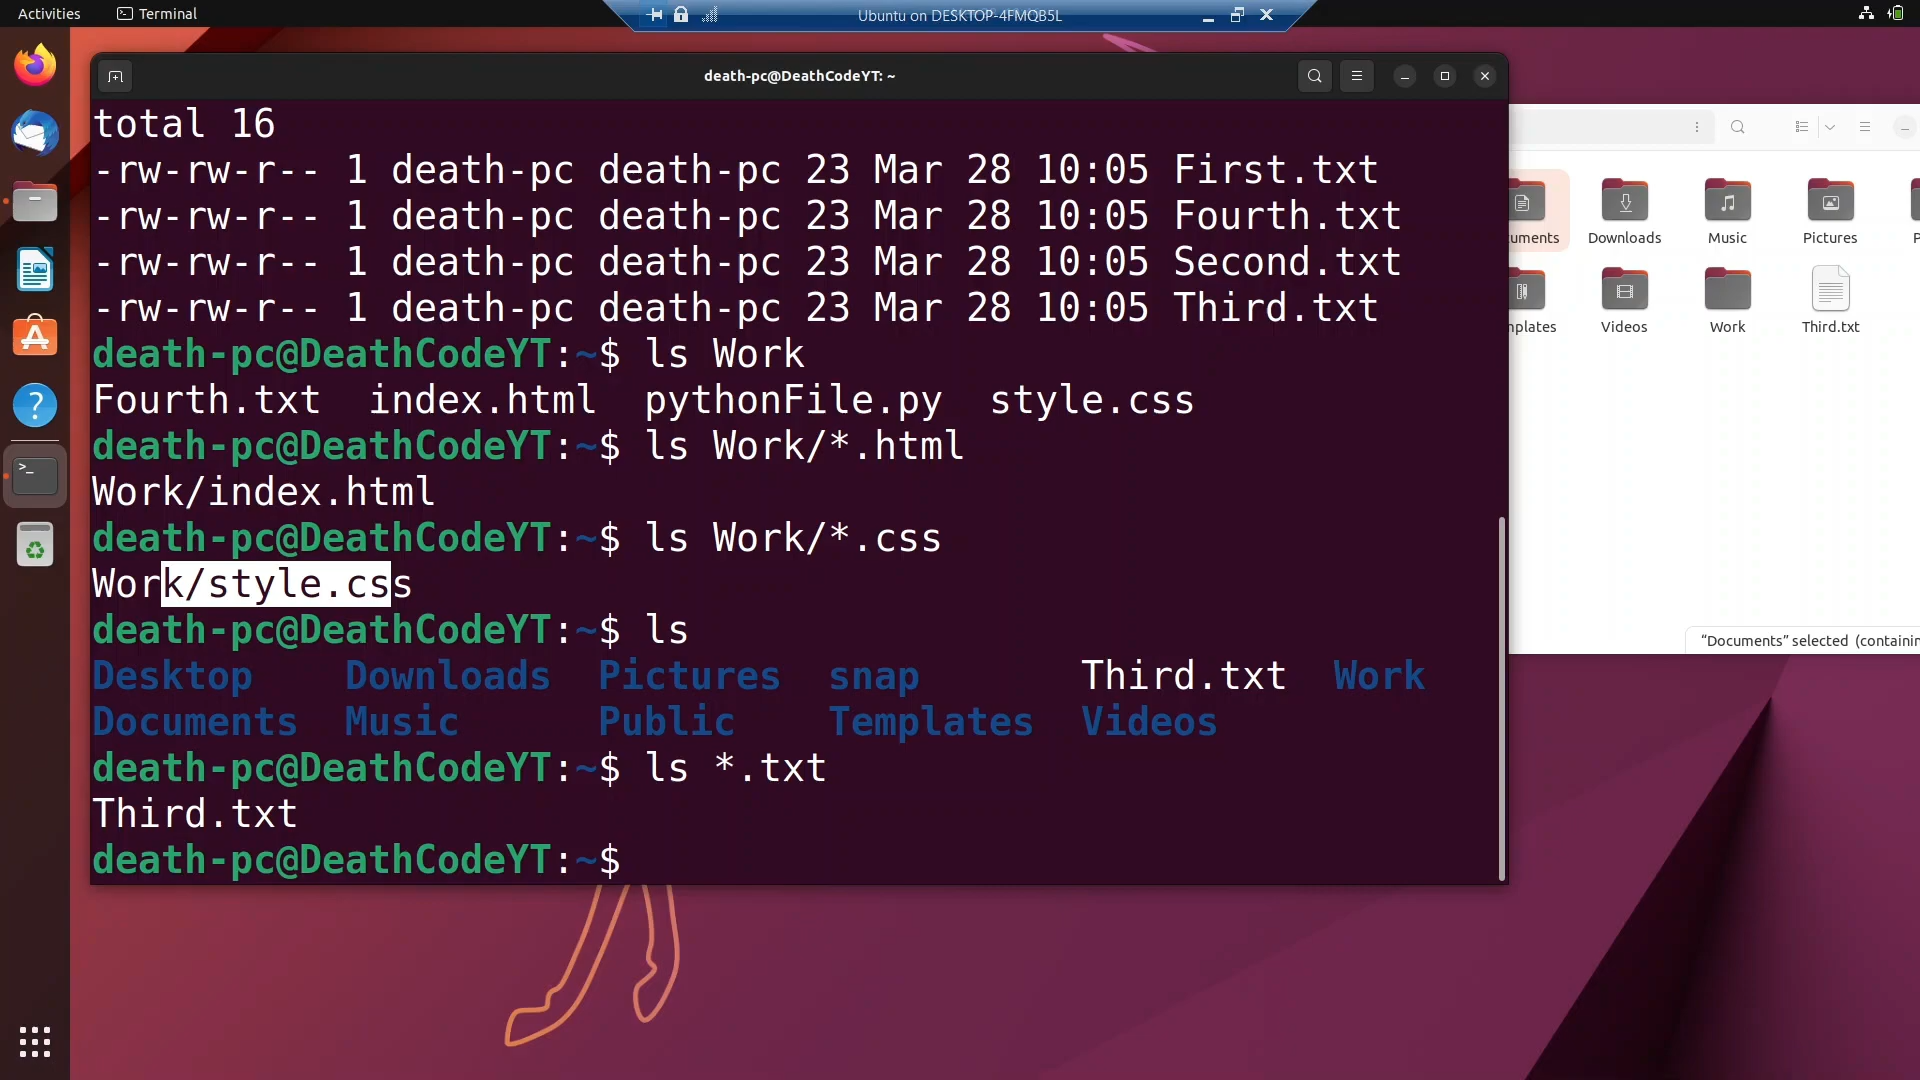 Activities
Terminal
Ubuntu on DESKTOP-4FMQB5L
death-pc@DeathCodeYT: ~
total 16
-rw-rw-r-- 1 death-pc death-pc 23 Mar 28 10:05 First.txt
-rw-rw-r-- 1 death-pc death-pc 23 Mar 28 10:05 Fourth.txt
-rw-rw-r-- 1 death-pc death-pc 23 Mar 28 10:05 Second.txt
-rw-rw-r-- 1 death-pc death-pc 23 Mar 28 10:05 Third.txt
death-pc@DeathCodeYT:~$ ls Work
Fourth.txt index.html pythonFile.py style.css
death-pc@DeathCodeYT:~$ ls Work/*.html
Work/index.html
death-pc@DeathCodeYT:~$ ls Work/*.css
Work/style.css
death-pc@DeathCodeYT:~$ ls
Desktop Downloads Pictures snap Third.txt Work
Documents Music Public Templates Videos
death-pc@DeathCodeYT:~$ ls *.txt
Third.txt
death-pc@DeathCodeYT:~$
uments Downloads Music Pictures P
nplates Videos Work Third.txt
“Documents” selected (containin